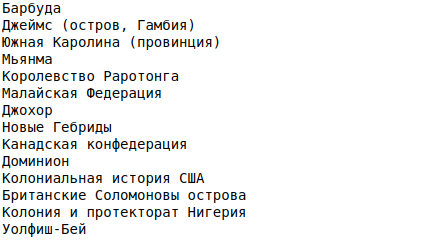 Барбуда
Джеймс (остров, Гамбия)
Южная Каролина (провинция)
Мьянма
Королевство Раротонга
Малайская Федерация
Джохор
Новые Гебриды
Канадская конфедерация
Доминион
Колониальная история США
Британские Соломоновы острова
Колония и протекторат Нигерия
Уолфиш-Бей